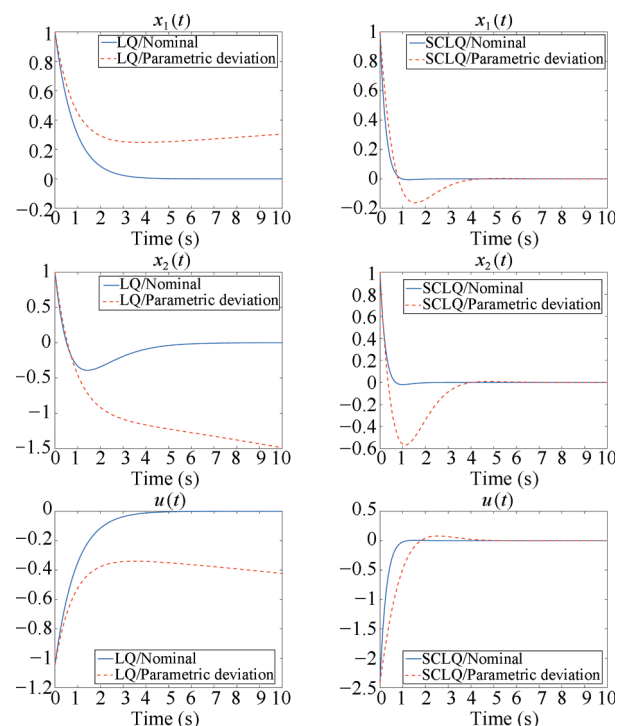 x₁(t)
1
0.8
0.6
0.4
0.2
0
−0.2
LQ/Nominal
LQ/Parametric deviation
0 1 2 3 4 5 6 7 8 9 10
Time (s)
x₁(t)
1
0.8
0.6
0.4
0.2
0
−0.2
SCLQ/Nominal
SCLQ/Parametric deviation
0 1 2 3 4 5 6 7 8 9 10
Time (s)
x₂(t)
1
0.5
0
−0.5
−1
−1.5
LQ/Nominal
LQ/Parametric deviation
0 1 2 3 4 5 6 7 8 9 10
Time (s)
x₂(t)
1
0.8
0.6
0.4
0.2
0
−0.2
−0.4
−0.6
SCLQ/Nominal
SCLQ/Parametric deviation
0 1 2 3 4 5 6 7 8 9 10
Time (s)
u(t)
0
−0.2
−0.4
−0.6
−0.8
−1
−1.2
LQ/Nominal
LQ/Parametric deviation
0 1 2 3 4 5 6 7 8 9 10
Time (s)
u(t)
0.5
0
−0.5
−1
−1.5
−2.0
−2.5
SCLQ/Nominal
SCLQ/Parametric deviation
0 1 2 3 4 5 6 7 8 9 10
Time (s)